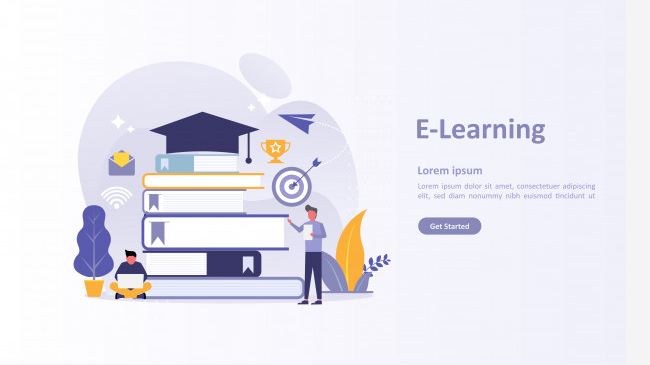 E-Learning
Lorem ipsum
Lorem ipsum dolor sit amet, consectetuer adipiscing
elit, sed diam nonummy nibh euismod tincidunt ut
Get Started